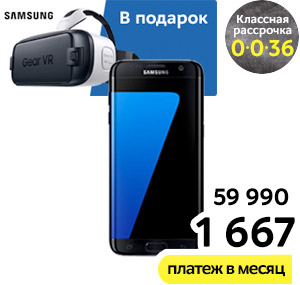 SAMSUNG
В подарок
Классная
рассрочка
0·0·36
Gear VR
SAMSUNG
59 990
1 667
платеж в месяц